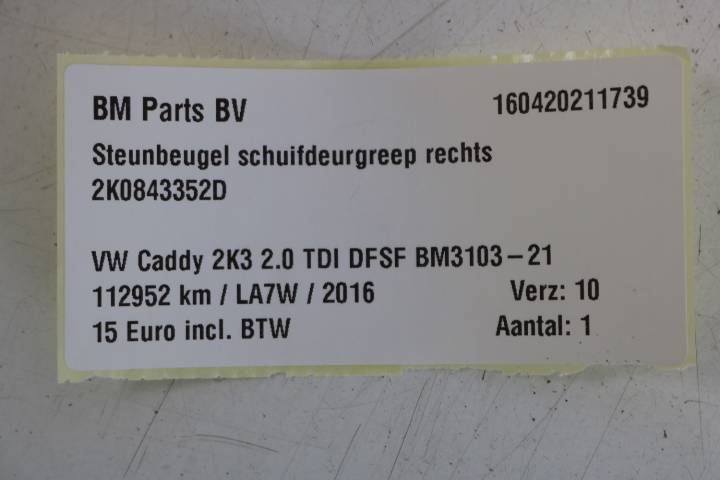 BM Parts BV 160420211739
Steunbeugel schuifdeurgreep rechts
2K0843352D
VW Caddy 2K3 2.0 TDI DFSF BM3103-21
112952 km / LA7W / 2016 Verz: 10
15 Euro incl. BTW Aantal: 1